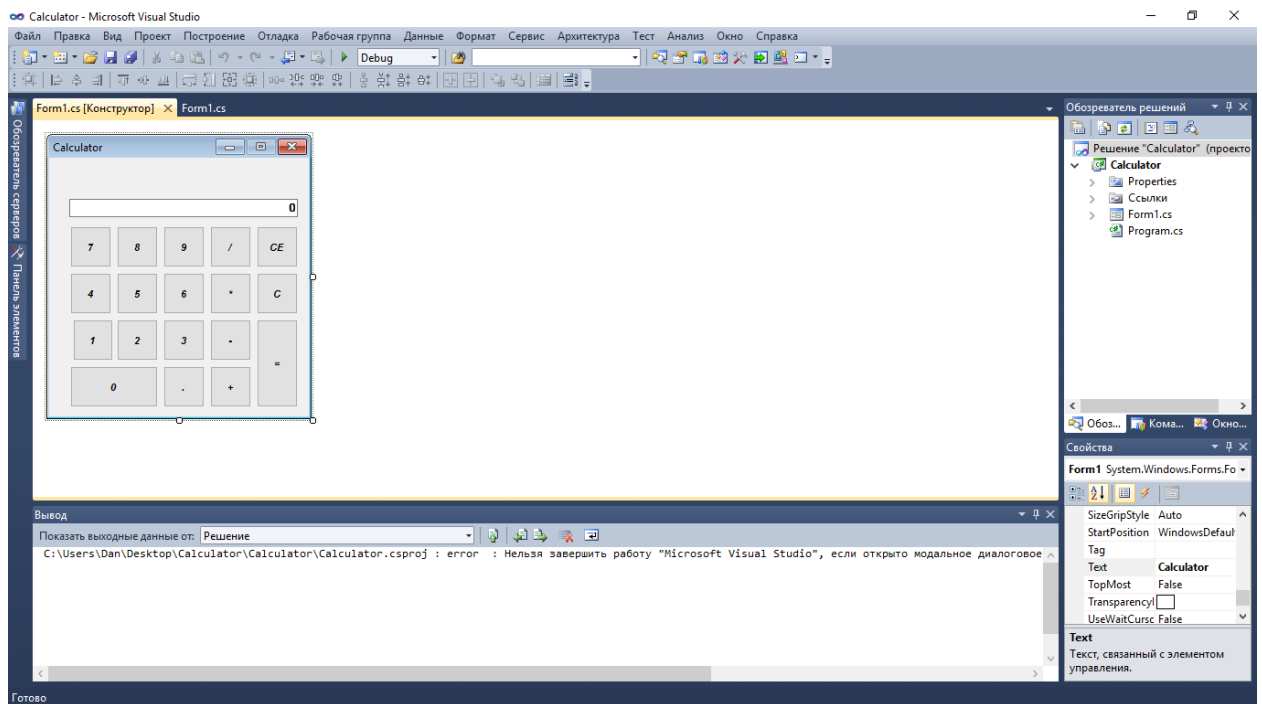 Calculator - Microsoft Visual Studio
Файл Правка Вид Проект Построение Отладка Рабочая группа Данные Формат Сервис Архитектура Тест Анализ Окно Справка
Debug
Обозреватель серверов
Панель элементов
Form1.cs [Конструктор] Form1.cs
Calculator
0
7 8 9 / CE
4 5 6 * C
1 2 3 - =
0 . +
Обозреватель решений
Решение "Calculator" (проекто
Calculator
Properties
Ссылки
Form1.cs
Program.cs
Обоз... Кома... Окно...
Свойства
Form1 System.Windows.Forms.Fo
SizeGripStyle Auto
StartPosition WindowsDefaul
Tag
Text Calculator
TopMost False
Transparencyl
UseWaitCursc False
Text
Текст, связанный с элементом
управления.
Вывод
Показать выходные данные от: Решение
C:\Users\Dan\Desktop\Calculator\Calculator\Calculator.csproj : error : Нельзя завершить работу "Microsoft Visual Studio", если открыто модальное диалоговое
Готово